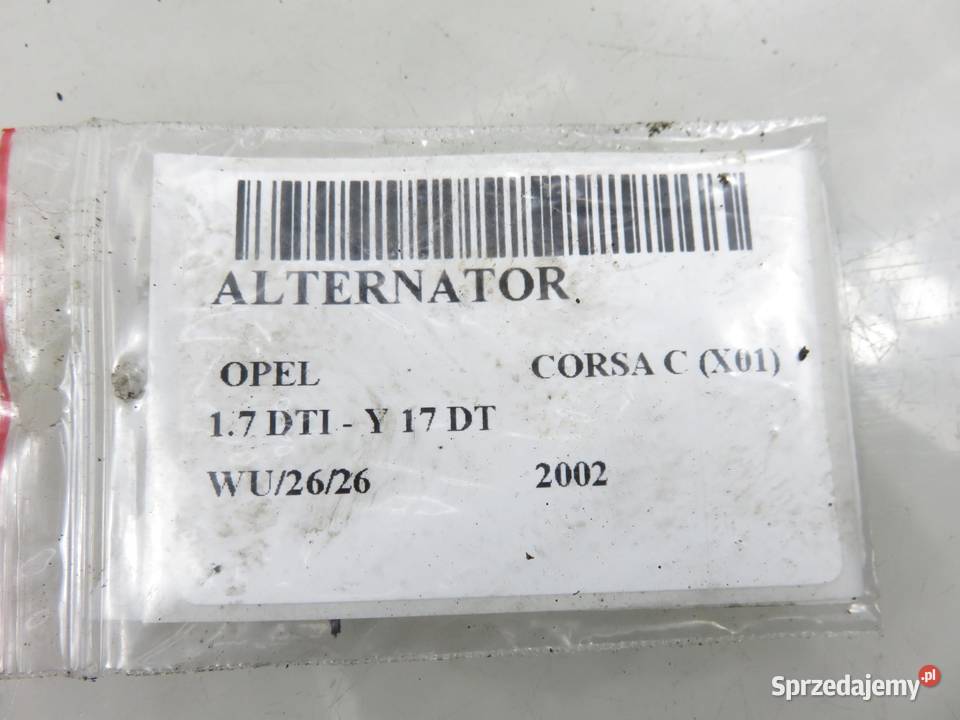 ALTERNATOR
OPEL CORSA C (X01)
1.7 DTI - Y 17 DT
WU/26/26 2002
Sprzedajemy.pl